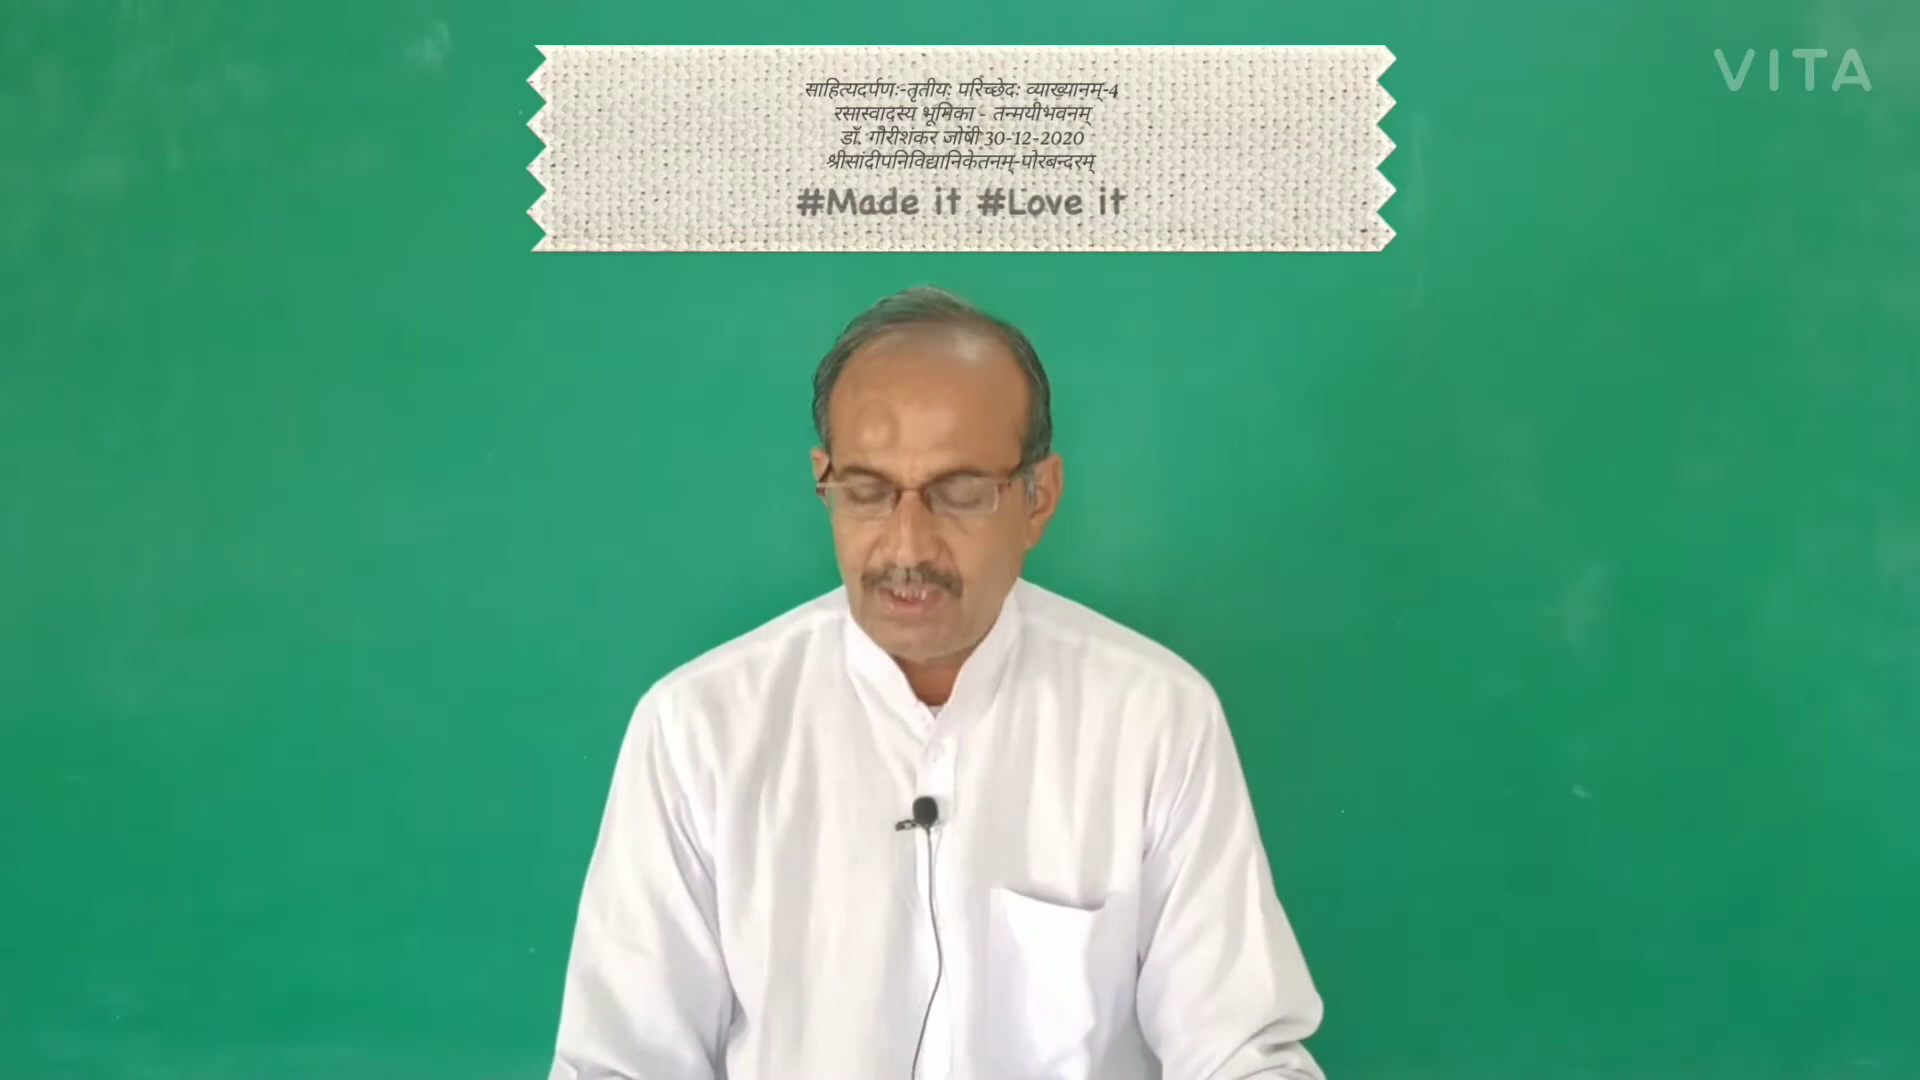 साहित्यदर्पणः-तृतीयः परिच्छेदः व्याख्यानम्-4
रसास्वादस्य भूमिका - तन्मयीभवनम्
डॉ. गौरीशंकर जोषी 30-12-2020
श्रीसांदीपनिविद्यानिकेतनम्-पोरबन्दरम्
#Made it #Love it
VITA